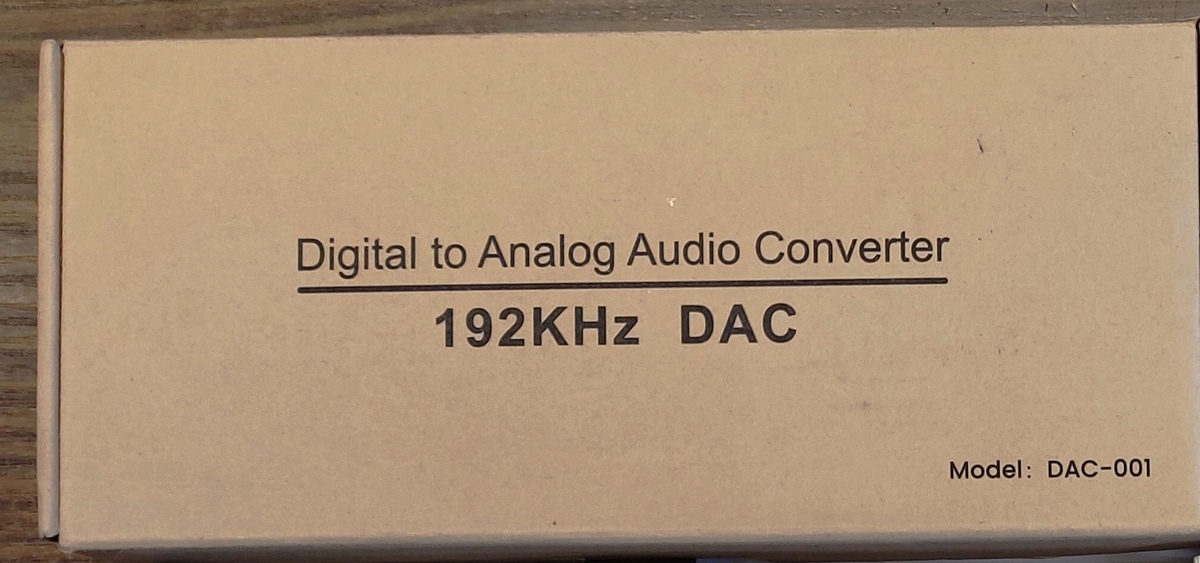 Digital to Analog Audio Converter
192KHz DAC
Model: DAC-001